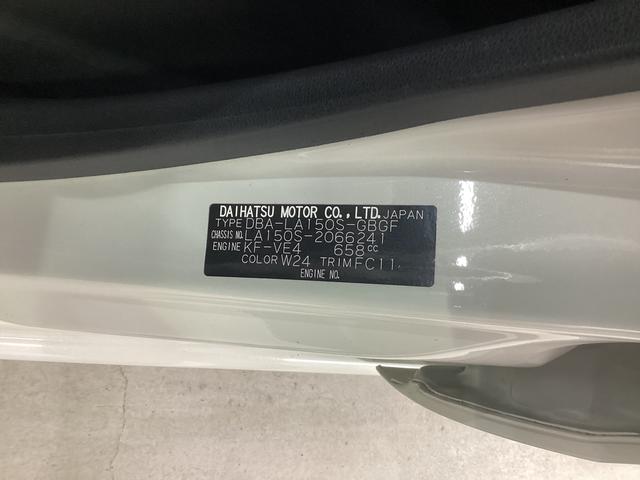 DAIHATSU MOTOR CO.,LTD. JAPAN
TYPE DBA-LA150S-GBGF
CHASSIS NO. LA150S-2066241
ENGINE KF-VE4 658cc
COLOR W24 TRIM FC11
ENGINE NO.